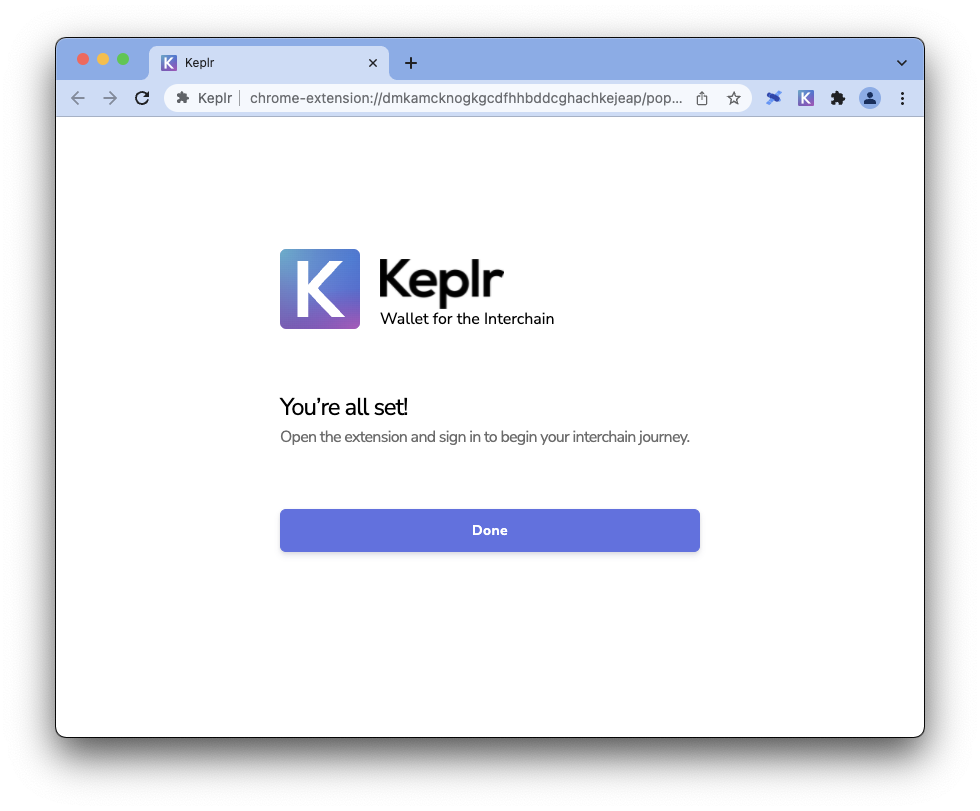 Keplr
Keplr chrome-extension://dmkamcknogkgcdfhhbddcghachkejeap/pop...
K
Keplr
Wallet for the Interchain
You’re all set!
Open the extension and sign in to begin your interchain journey.
Done